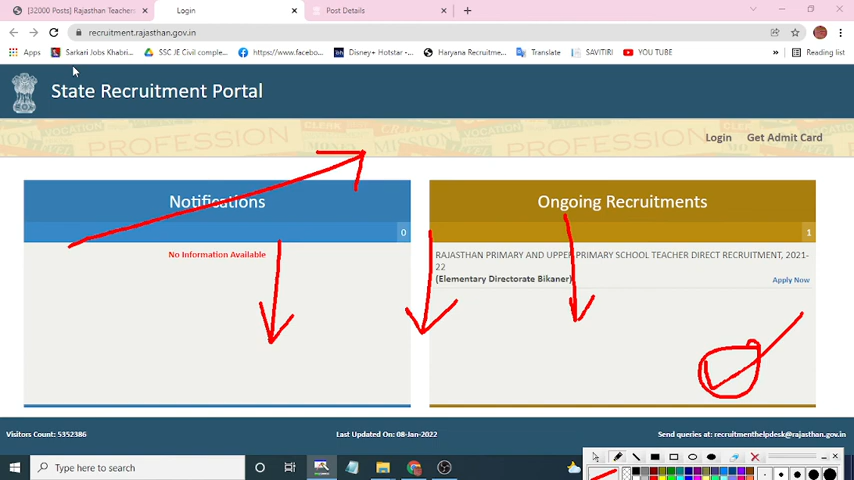 [32000 Posts] Rajasthan Teachers
Login
Post Details
recruitment.rajasthan.gov.in
Apps
Sarkari Jobs Khabri...
SSC JE Civil comple...
https://www.facebo...
Disney+ Hotstar -...
Haryana Recruitme...
Translate
SAVITIRI
YOU TUBE
Reading list
State Recruitment Portal
PROFESSION
Login
Get Admit Card
Notifications
0
No Information Available
Ongoing Recruitments
1
RAJASTHAN PRIMARY AND UPPER PRIMARY SCHOOL TEACHER DIRECT RECRUITMENT, 2021-
22
(Elementary Directorate Bikaner)
Apply Now
Visitors Count: 5352386
Last Updated On: 08-Jan-2022
Send queries at: recruitmenthelpdesk@rajasthan.gov.in
Type here to search